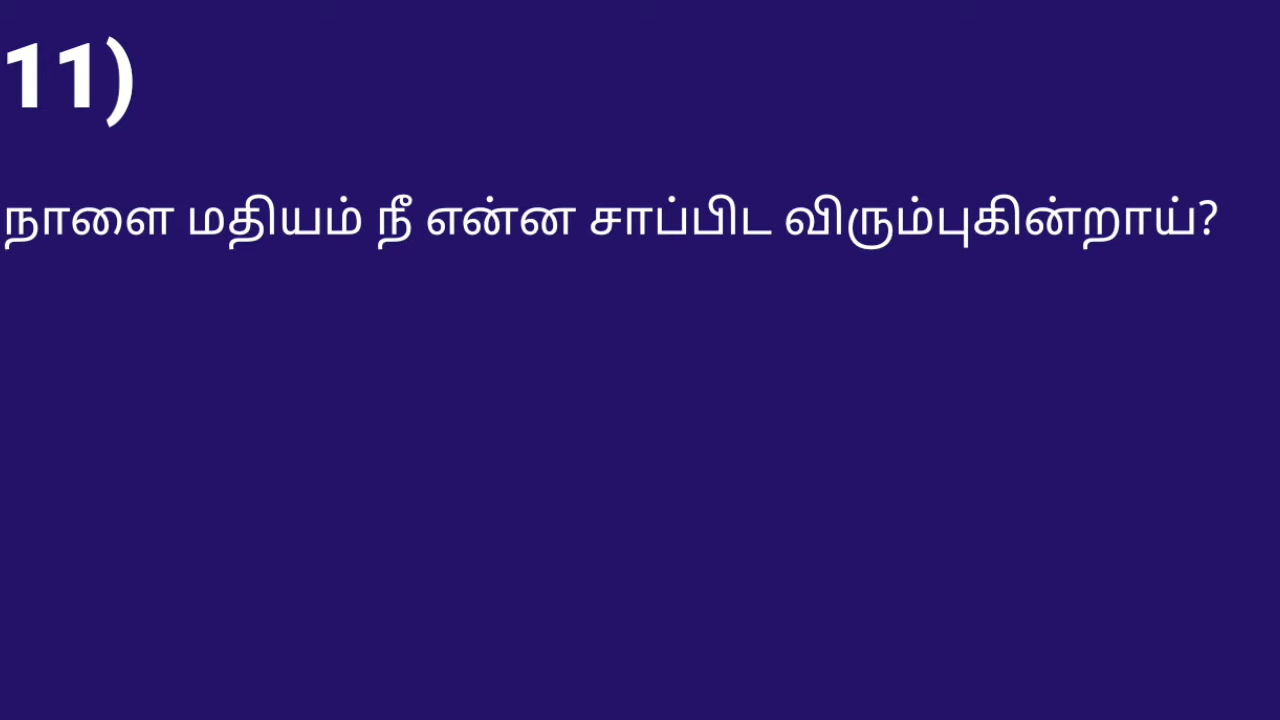 11)
நாளை மதியம் நீ என்ன சாப்பிட விரும்புகின்றாய்?